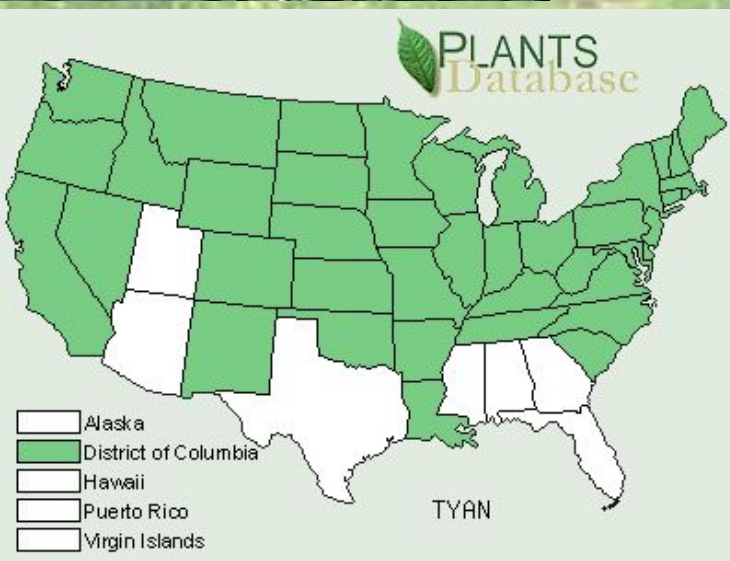 PLANTS
Database
Alaska
District of Columbia
Hawaii
Puerto Rico
Virgin Islands
TYAN